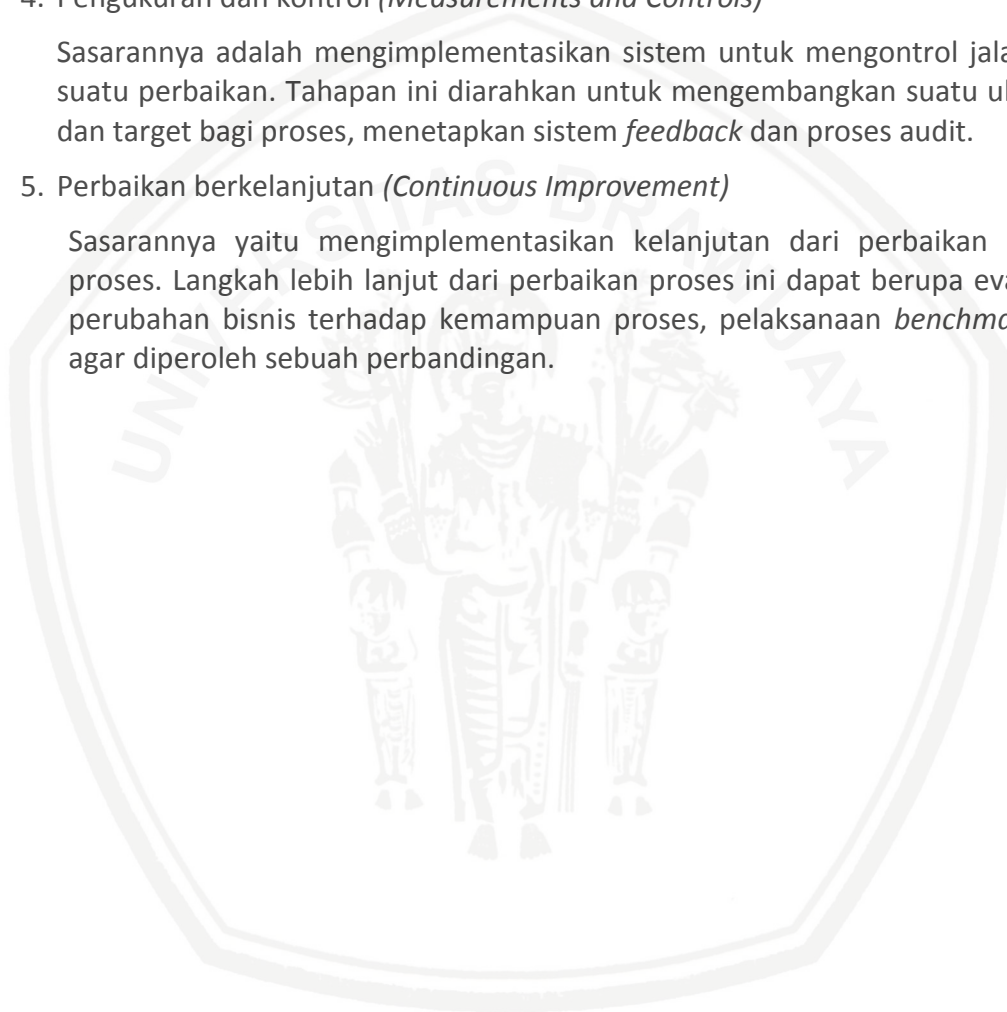 4. Pengukuran dan kontrol (Measurements and Controls)
Sasarannya adalah mengimplementasikan sistem untuk mengontrol
suatu perbaikan. Tahapan ini diarahkan untuk mengembangkan suatu
dan target bagi proses, menetapkan sistem feedback dan proses audit.
5. Perbaikan berkelanjutan (Continuous Improvement)
Sasarannya yaitu mengimplementasikan kelanjutan dari perbaikan
proses. Langkah lebih lanjut dari perbaikan proses ini dapat berupa
perubahan bisnis terhadap kemampuan proses, pelaksanaan
agar diperoleh sebuah perbandingan.
UNIVERSITAS BRAWIJAYA